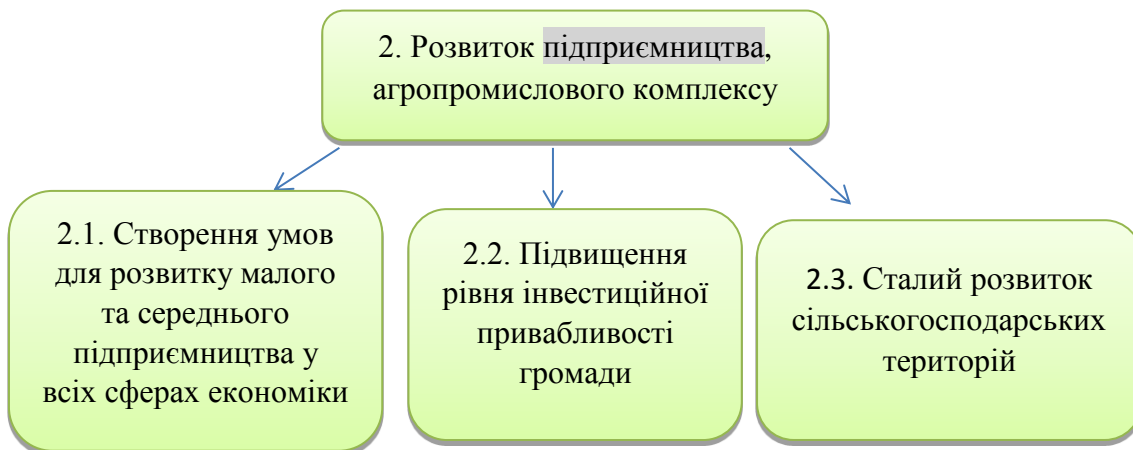 2. Розвиток підприємництва,
агропромислового комплексу
2.1. Створення умов
для розвитку малого
та середнього
підприємництва у
всіх сферах економіки
2.2. Підвищення
рівня інвестиційної
привабливості
громади
2.3. Сталий розвиток
сільськогосподарських
територій